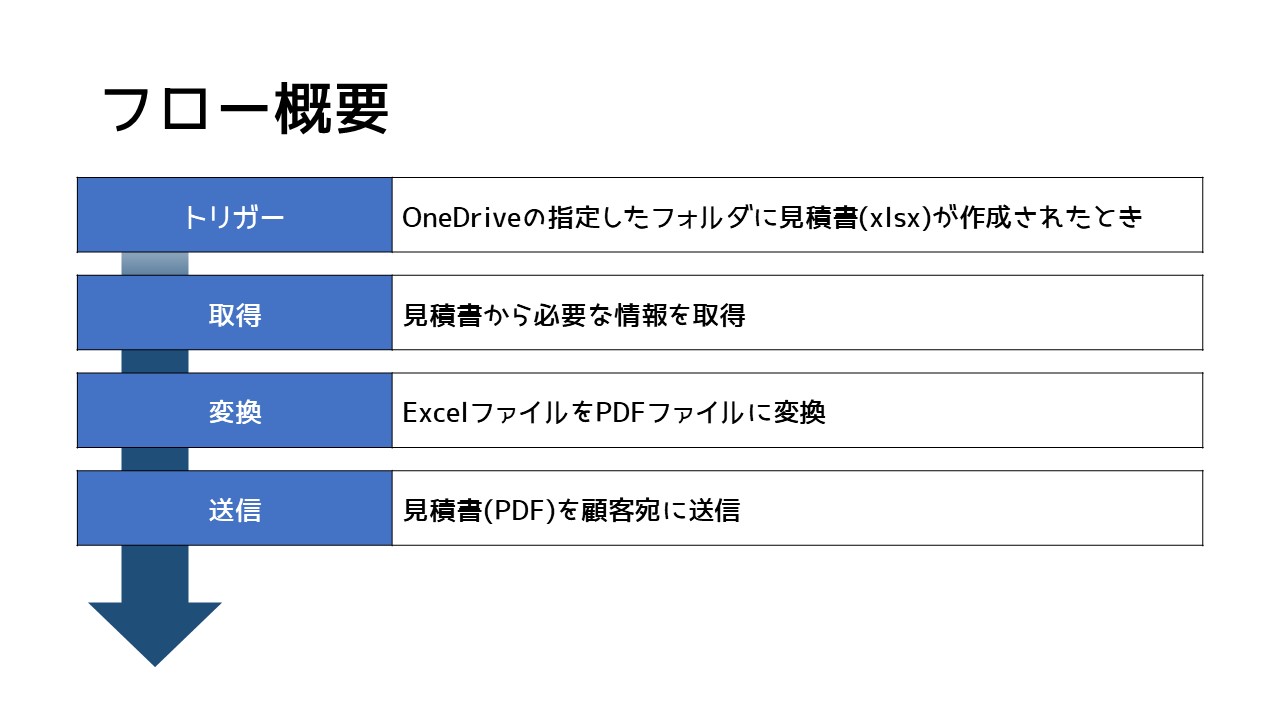 フロー概要
トリガー
OneDriveの指定したフォルダに見積書(xlsx)が作成されたとき
取得
見積書から必要な情報を取得
変換
ExcelファイルをPDFファイルに変換
送信
見積書(PDF)を顧客宛に送信